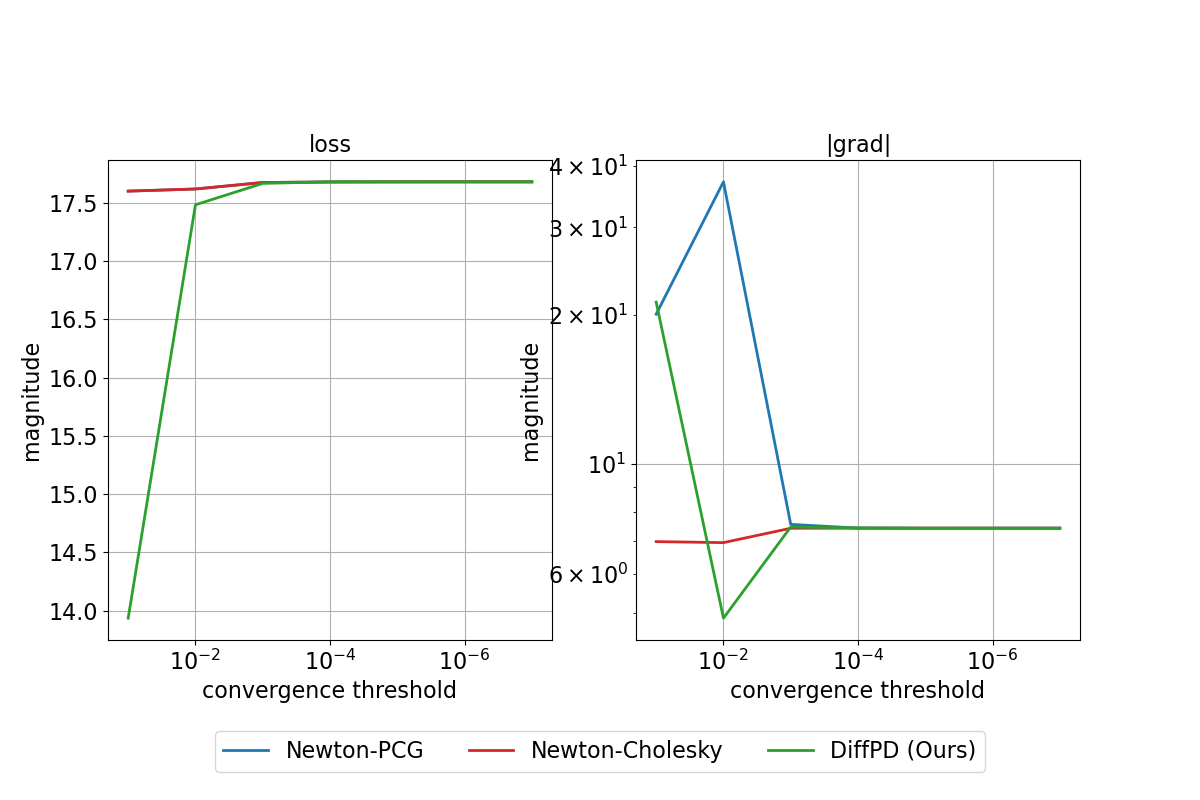 loss
magnitude
17.5
17.0
16.5
16.0
15.5
15.0
14.5
14.0
10⁻² 10⁻⁴ 10⁻⁶
convergence threshold
|grad|
magnitude
4 × 10¹
3 × 10¹
2 × 10¹
10¹
6 × 10⁰
10⁻² 10⁻⁴ 10⁻⁶
convergence threshold
Newton-PCG Newton-Cholesky DiffPD (Ours)